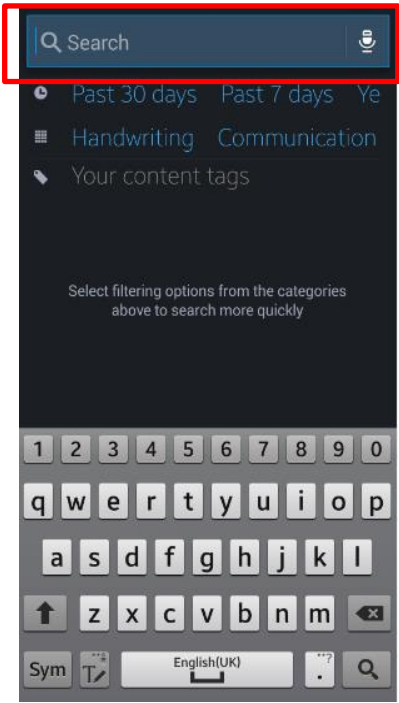 Search
Past 30 days Past 7 days Ye
Handwriting Communication
Your content tags
Select filtering options from the categories
above to search more quickly
1 2 3 4 5 6 7 8 9 0
q w e r t y u i o p
a s d f g h j k l
z x c v b n m
Sym T English(UK) . ?